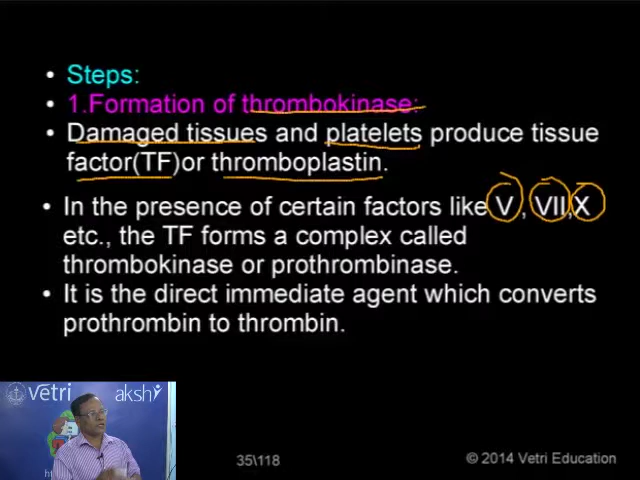 • Steps:
• 1.Formation of thrombokinase:
• Damaged tissues and platelets produce tissue
factor(TF)or thromboplastin.
• In the presence of certain factors like V , VII,X
etc., the TF forms a complex called
thrombokinase or prothrombinase.
• It is the direct immediate agent which converts
prothrombin to thrombin.
Vetri akshY
35\118
© 2014 Vetri Education